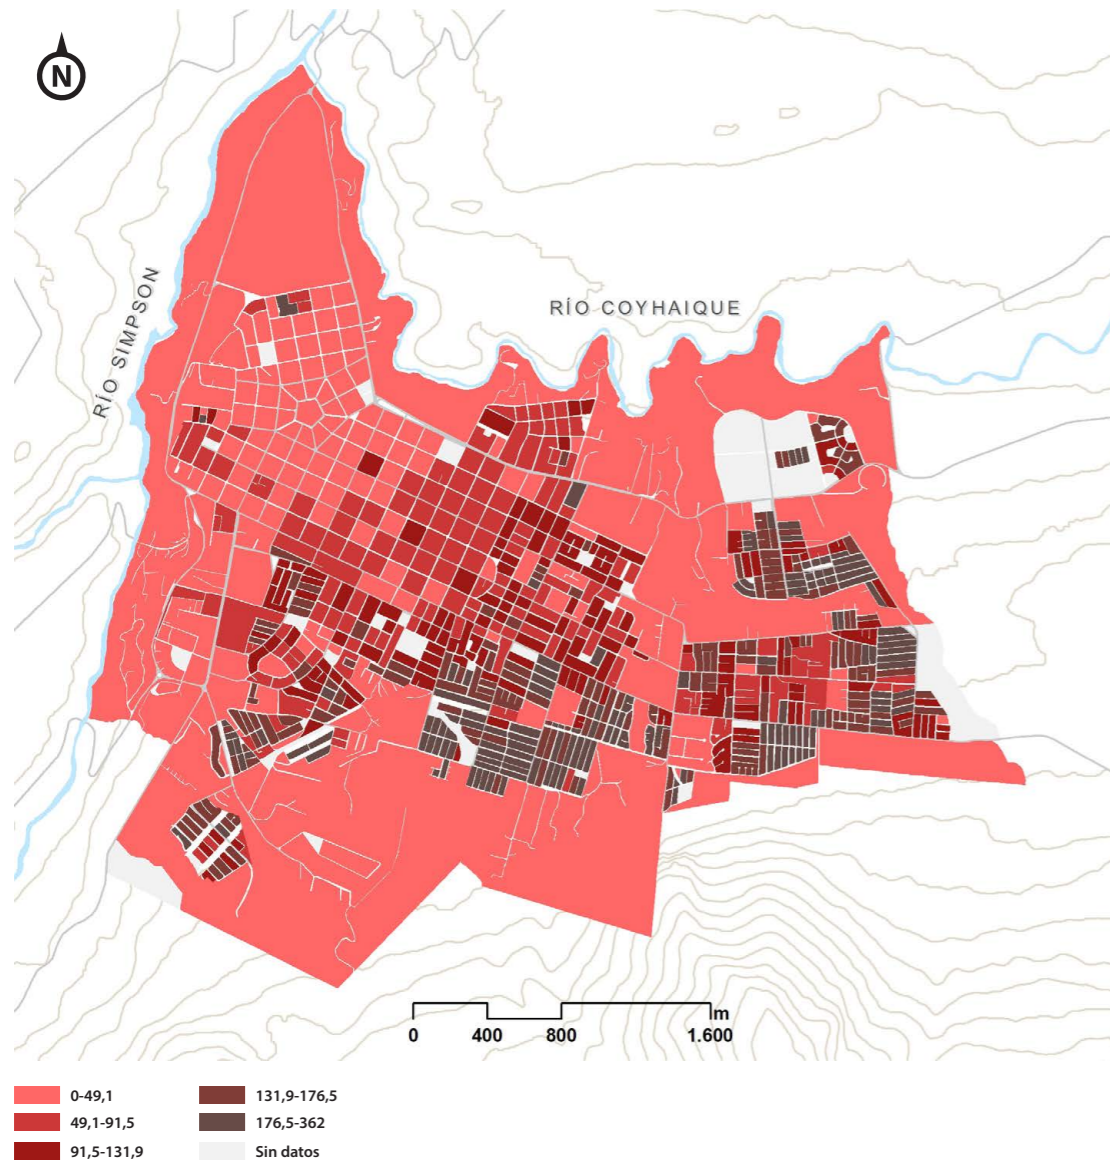 N
RÍO COYHAIQUE
RÍO SIMPSON
m
0 400 800 1.600
0-49,1
49,1-91,5
91,5-131,9
131,9-176,5
176,5-362
Sin datos